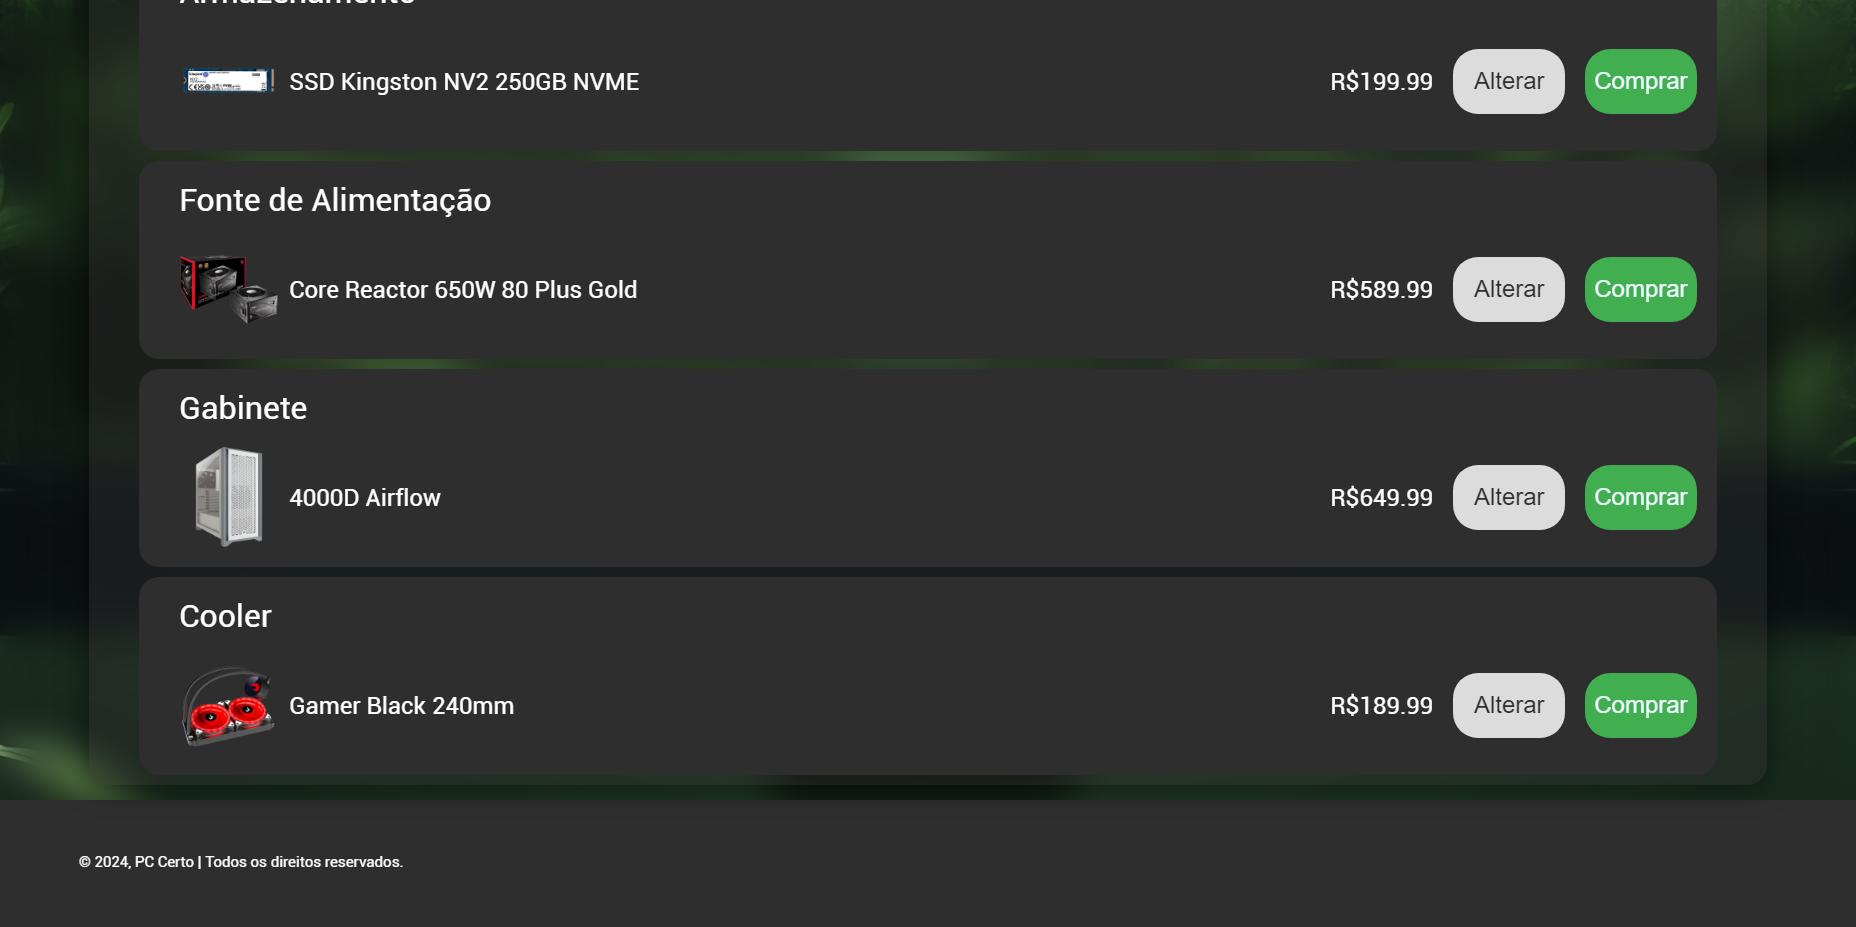 Armazenamento
SSD Kingston NV2 250GB NVME
R$199.99
Alterar
Comprar
Fonte de Alimentação
Core Reactor 650W 80 Plus Gold
R$589.99
Alterar
Comprar
Gabinete
4000D Airflow
R$649.99
Alterar
Comprar
Cooler
Gamer Black 240mm
R$189.99
Alterar
Comprar
© 2024, PC Certo | Todos os direitos reservados.